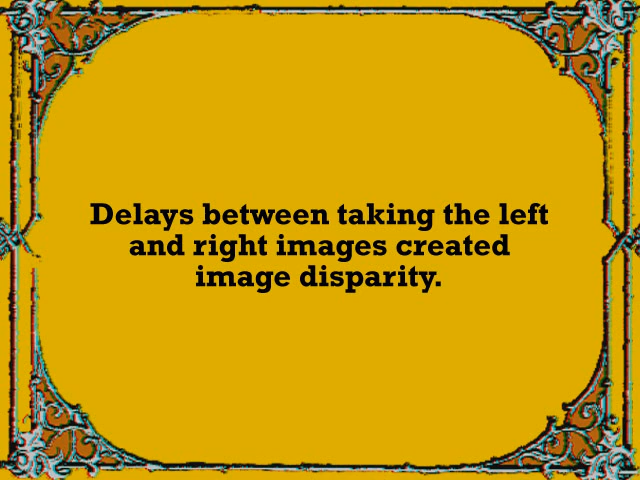 Delays between taking the left
and right images created
image disparity.